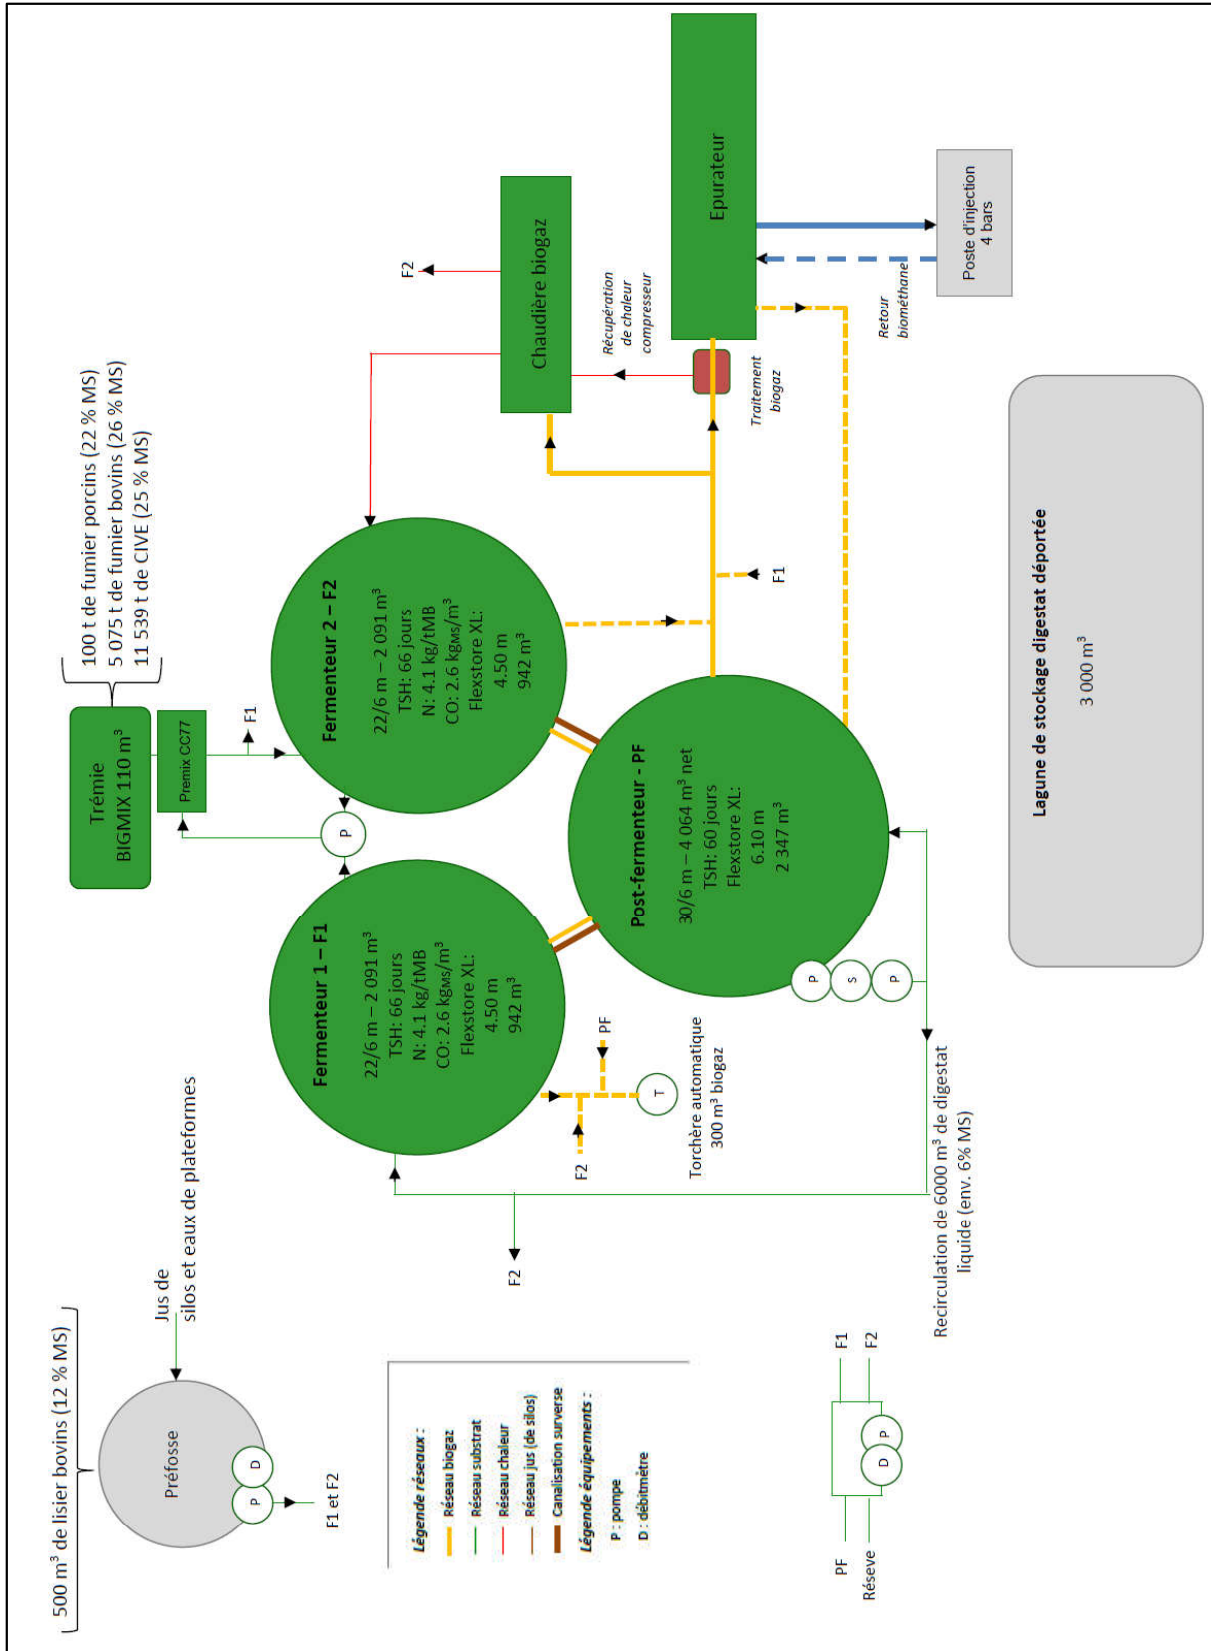 500 m³ de lisier bovins (12 % MS)
Préfosse
P
D
F1 et F2
Jus de
silos et eaux de plateformes
Trémie
BIGMIX 110 m³
Premix CC77
F1
100 t de fumier porcins (22 % MS)
5 075 t de fumier bovins (26 % MS)
11 539 t de CIVE (25 % MS)
P
Fermenteur 1 – F1
22/6 m – 2 091 m³
TSH: 66 jours
N: 4.1 kg/tMB
CO: 2.6 kgMS/m³
Flexstore XL:
4.50 m
942 m³
Fermenteur 2 – F2
22/6 m – 2 091 m³
TSH: 66 jours
N: 4.1 kg/tMB
CO: 2.6 kgMS/m³
Flexstore XL:
4.50 m
942 m³
F2
Chaudière biogaz
Récupération
de chaleur
compresseur
Epurateur
Traitement
biogaz
F1
Retour
biométhane
Poste d'injection
4 bars
Post-fermenteur - PF
30/6 m – 4 064 m³ net
TSH: 60 jours
Flexstore XL:
6.10 m
2 347 m³
P
S
P
F2
PF
T
Torchère automatique
300 m³ biogaz
F2
Recirculation de 6000 m³ de digestat
liquide (env. 6% MS)
Légende réseaux :
Réseau biogaz
Réseau substrat
Réseau chaleur
Réseau jus (de silos)
Canalisation surverse
Légende équipements :
P : pompe
D : débitmètre
PF
Réseve
D
P
F1
F2
Lagune de stockage digestat déportée
3 000 m³